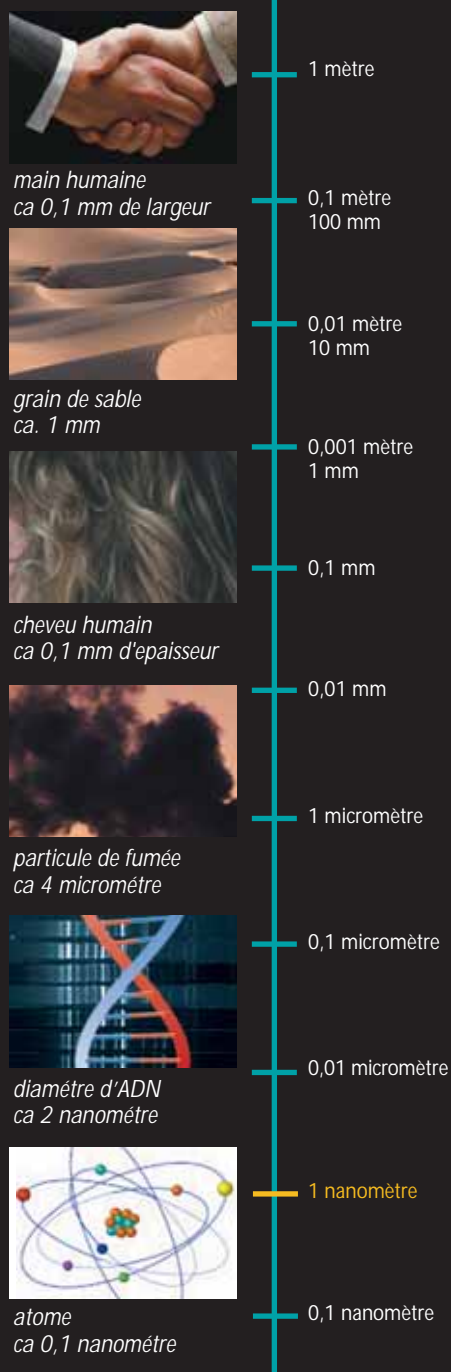 1 mètre
main humaine
ca 0,1 mm de largeur
0,1 mètre
100 mm
0,01 mètre
10 mm
grain de sable
ca. 1 mm
0,001 mètre
1 mm
0,1 mm
cheveu humain
ca 0,1 mm d'epaisseur
0,01 mm
1 micromètre
particule de fumée
ca 4 micrométre
0,1 micromètre
0,01 micromètre
diamétre d'ADN
ca 2 nanométre
1 nanomètre
0,1 nanomètre
atome
ca 0,1 nanométre